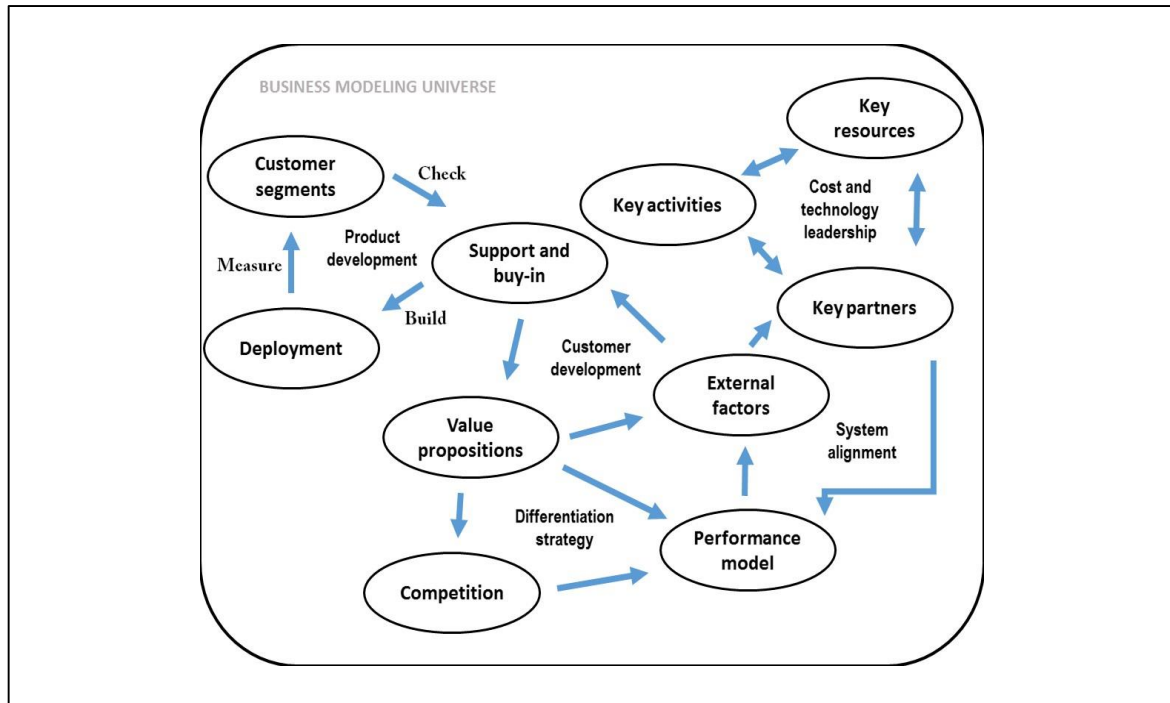 BUSINESS MODELING UNIVERSE
Key
resources
Customer
segments
Check
Key activities
Cost and
technology
leadership
Product
development
Support and
buy-in
Measure
Build
Key partners
Deployment
Customer
development
External
factors
Value
propositions
System
alignment
Differentiation
strategy
Performance
model
Competition